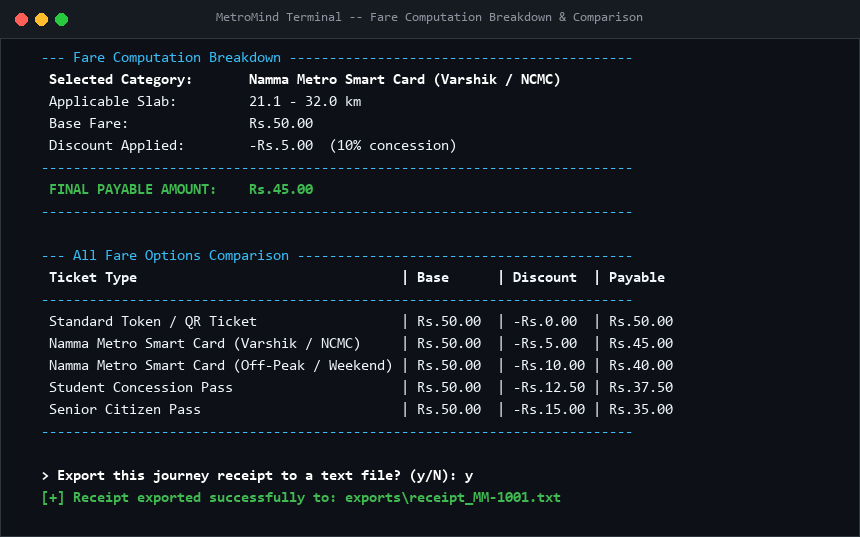 MetroMind Terminal -- Fare Computation Breakdown & Comparison
--- Fare Computation Breakdown -------------------------------------------
Selected Category: Namma Metro Smart Card (Varshik / NCMC)
Applicable Slab: 21.1 - 32.0 km
Base Fare: Rs.50.00
Discount Applied: -Rs.5.00 (10% concession)
--------------------------------------------------------------------------
FINAL PAYABLE AMOUNT: Rs.45.00
--------------------------------------------------------------------------
--- All Fare Options Comparison ------------------------------------------
Ticket Type | Base | Discount | Payable
--------------------------------------------------------------------------
Standard Token / QR Ticket | Rs.50.00 | -Rs.0.00 | Rs.50.00
Namma Metro Smart Card (Varshik / NCMC) | Rs.50.00 | -Rs.5.00 | Rs.45.00
Namma Metro Smart Card (Off-Peak / Weekend) | Rs.50.00 | -Rs.10.00 | Rs.40.00
Student Concession Pass | Rs.50.00 | -Rs.12.50 | Rs.37.50
Senior Citizen Pass | Rs.50.00 | -Rs.15.00 | Rs.35.00
--------------------------------------------------------------------------
> Export this journey receipt to a text file? (y/N): y
[+] Receipt exported successfully to: exports\receipt_MM-1001.txt